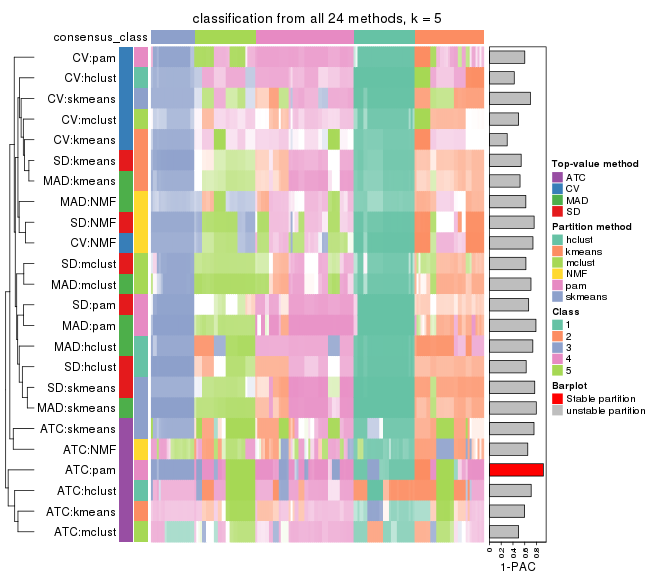 classification from all 24 methods, k = 5
consensus_class
CV:pam
CV:hclust
CV:skmeans
CV:mclust
CV:kmeans
SD:kmeans
MAD:kmeans
MAD:NMF
SD:NMF
CV:NMF
SD:mclust
MAD:mclust
SD:pam
MAD:pam
MAD:hclust
SD:hclust
SD:skmeans
MAD:skmeans
ATC:skmeans
ATC:NMF
ATC:pam
ATC:hclust
ATC:kmeans
ATC:mclust
0
0.2
0.4
0.6
0.8
1-PAC
Top-value method
ATC
CV
MAD
SD
Partition method
hclust
kmeans
mclust
NMF
pam
skmeans
Class
1
2
3
4
5
Barplot
Stable partition
unstable partition